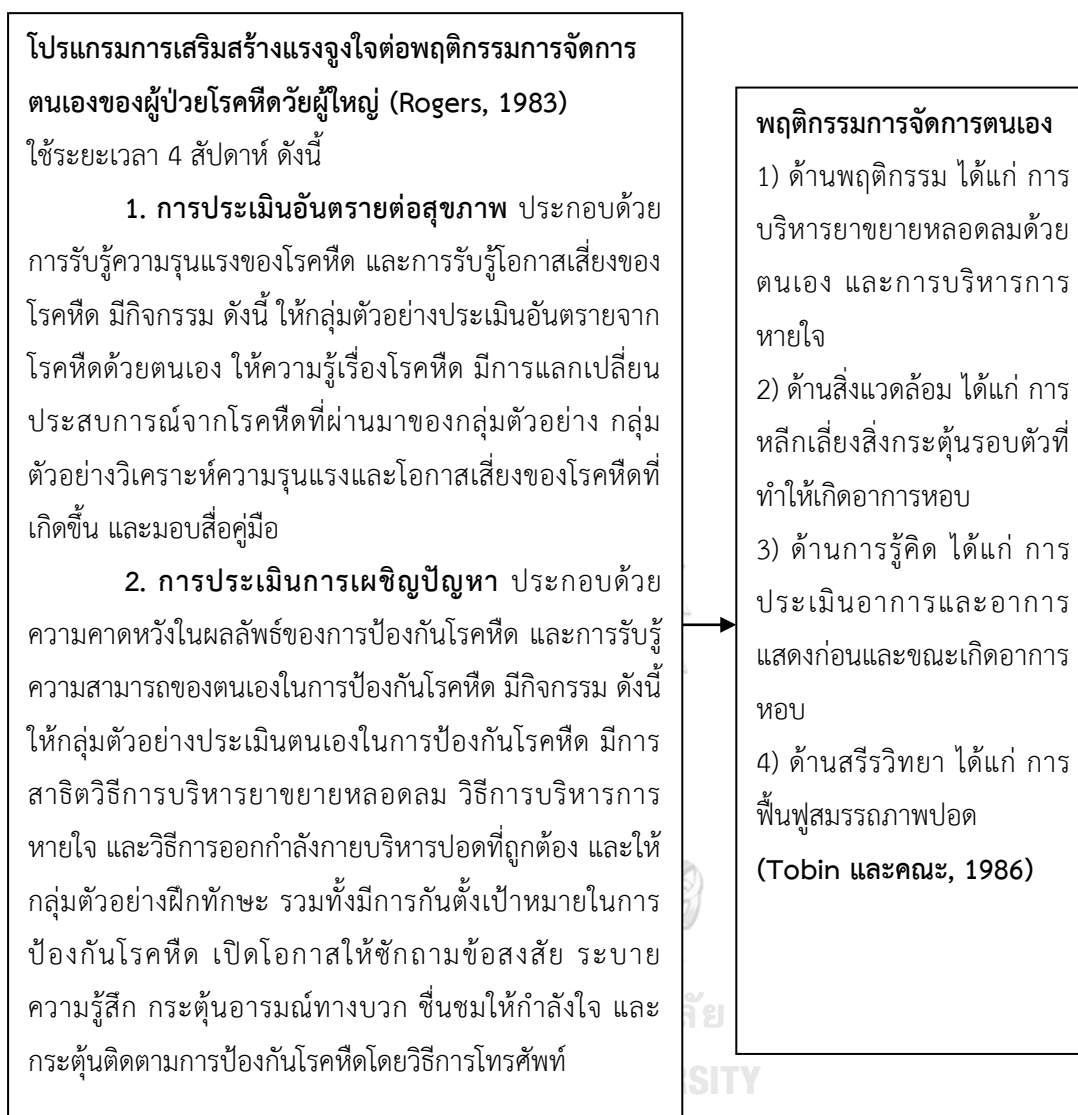 โปรแกรมการเสริมสร้างแรงจูงใจต่อพฤติกรรมการจัดการ
ตนเองของผู้ป่วยโรคหืดวัยผู้ใหญ่ (Rogers, 1983)
ใช้ระยะเวลา 4 สัปดาห์ ดังนี้
1. การประเมินอันตรายต่อสุขภาพ ประกอบด้วย
การรับรู้ความรุนแรงของโรคหืด และการรับรู้โอกาสเสี่ยงของ
โรคหืด มีกิจกรรม ดังนี้ ให้กลุ่มตัวอย่างประเมินอันตรายจาก
โรคหืดด้วยตนเอง ให้ความรู้เรื่องโรคหืด มีการแลกเปลี่ยน
ประสบการณ์จากโรคหืดที่ผ่านมาของกลุ่มตัวอย่าง กลุ่ม
ตัวอย่างวิเคราะห์ความรุนแรงและโอกาสเสี่ยงของโรคหืดที่
เกิดขึ้น และมอบสื่อคู่มือ
2. การประเมินการเผชิญปัญหา ประกอบด้วย
ความคาดหวังในผลลัพธ์ของการป้องกันโรคหืด และการรับรู้
ความสามารถของตนเองในการป้องกันโรคหืด มีกิจกรรม ดังนี้
ให้กลุ่มตัวอย่างประเมินตนเองในการป้องกันโรคหืด มีการ
สาธิตวิธีการบริหารยาขยายหลอดลม วิธีการบริหารการ
หายใจ และวิธีการออกกำลังกายบริหารปอดที่ถูกต้อง และให้
กลุ่มตัวอย่างฝึกทักษะ รวมทั้งมีการกันตั้งเป้าหมายในการ
ป้องกันโรคหืด เปิดโอกาสให้ซักถามข้อสงสัย ระบาย
ความรู้สึก กระตุ้นอารมณ์ทางบวก ชื่นชมให้กำลังใจ และ
กระตุ้นติดตามการป้องกันโรคหืดโดยวิธีการโทรศัพท์
พฤติกรรมการจัดการตนเอง
1) ด้านพฤติกรรม ได้แก่ การ
บริหารยาขยายหลอดลมด้วย
ตนเอง และการบริหารการ
หายใจ
2) ด้านสิ่งแวดล้อม ได้แก่ การ
หลีกเลี่ยงสิ่งกระตุ้นรอบตัวที่
ทำให้เกิดอาการหอบ
3) ด้านการรู้คิด ได้แก่ การ
ประเมินอาการและอาการ
แสดงก่อนและขณะเกิดอาการ
หอบ
4) ด้านสรีรวิทยา ได้แก่ การ
ฟื้นฟูสมรรถภาพปอด
(Tobin และคณะ, 1986)